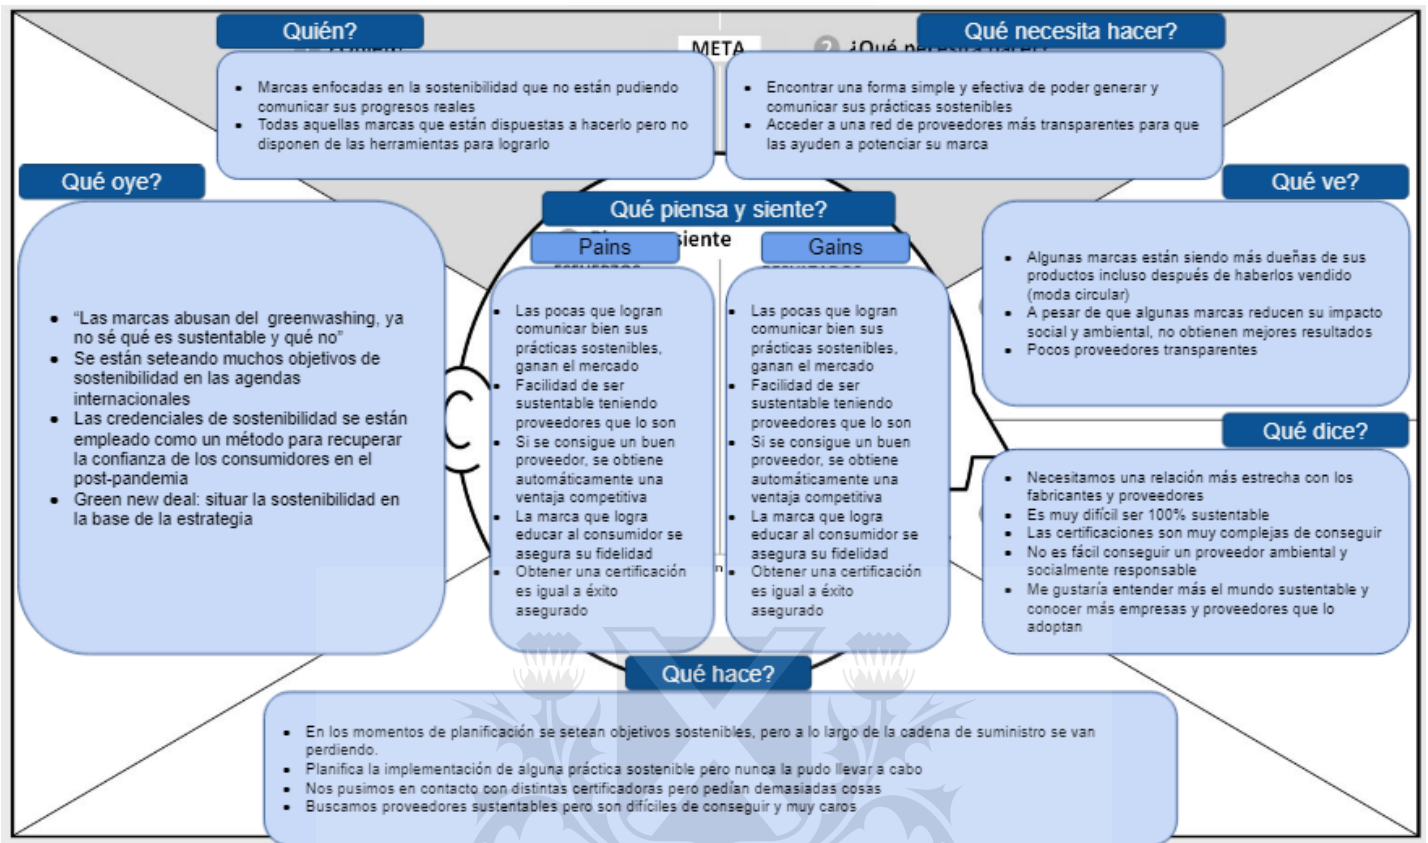 Quién?
META
2 ¿Qué necesita hacer?
Qué necesita hacer?
• Marcas enfocadas en la sostenibilidad que no están pudiendo
comunicar sus progresos reales
• Todas aquellas marcas que están dispuestas a hacerlo pero no
disponen de las herramientas para lograrlo
• Encontrar una forma simple y efectiva de poder generar y
comunicar sus prácticas sostenibles
• Acceder a una red de proveedores más transparentes para que
las ayuden a potenciar su marca
Qué oye?
• “Las marcas abusan del greenwashing, ya
no sé qué es sustentable y qué no”
• Se están seteando muchos objetivos de
sostenibilidad en las agendas
internacionales
• Las credenciales de sostenibilidad se están
empleado como un método para recuperar
la confianza de los consumidores en el
post-pandemia
• Green new deal: situar la sostenibilidad en
la base de la estrategia
Qué piensa y siente?
siente
Pains
• Las pocas que logran
comunicar bien sus
prácticas sostenibles,
ganan el mercado
• Facilidad de ser
sustentable teniendo
proveedores que lo son
• Si se consigue un buen
proveedor, se obtiene
automáticamente una
ventaja competitiva
• La marca que logra
educar al consumidor se
asegura su fidelidad
• Obtener una certificación
es igual a éxito
asegurado
Gains
• Las pocas que logran
comunicar bien sus
prácticas sostenibles,
ganan el mercado
• Facilidad de ser
sustentable teniendo
proveedores que lo son
• Si se consigue un buen
proveedor, se obtiene
automáticamente una
ventaja competitiva
• La marca que logra
educar al consumidor se
asegura su fidelidad
• Obtener una certificación
es igual a éxito
asegurado
Qué ve?
• Algunas marcas están siendo más dueñas de sus
productos incluso después de haberlos vendido
(moda circular)
• A pesar de que algunas marcas reducen su impacto
social y ambiental, no obtienen mejores resultados
• Pocos proveedores transparentes
Qué dice?
• Necesitamos una relación más estrecha con los
fabricantes y proveedores
• Es muy difícil ser 100% sustentable
• Las certificaciones son muy complejas de conseguir
• No es fácil conseguir un proveedor ambiental y
socialmente responsable
• Me gustaría entender más el mundo sustentable y
conocer más empresas y proveedores que lo
adoptan
Qué hace?
• En los momentos de planificación se setean objetivos sostenibles, pero a lo largo de la cadena de suministro se van
perdiendo.
• Planifica la implementación de alguna práctica sostenible pero nunca la pudo llevar a cabo
• Nos pusimos en contacto con distintas certificadoras pero pedían demasiadas cosas
• Buscamos proveedores sustentables pero son difíciles de conseguir y muy caros